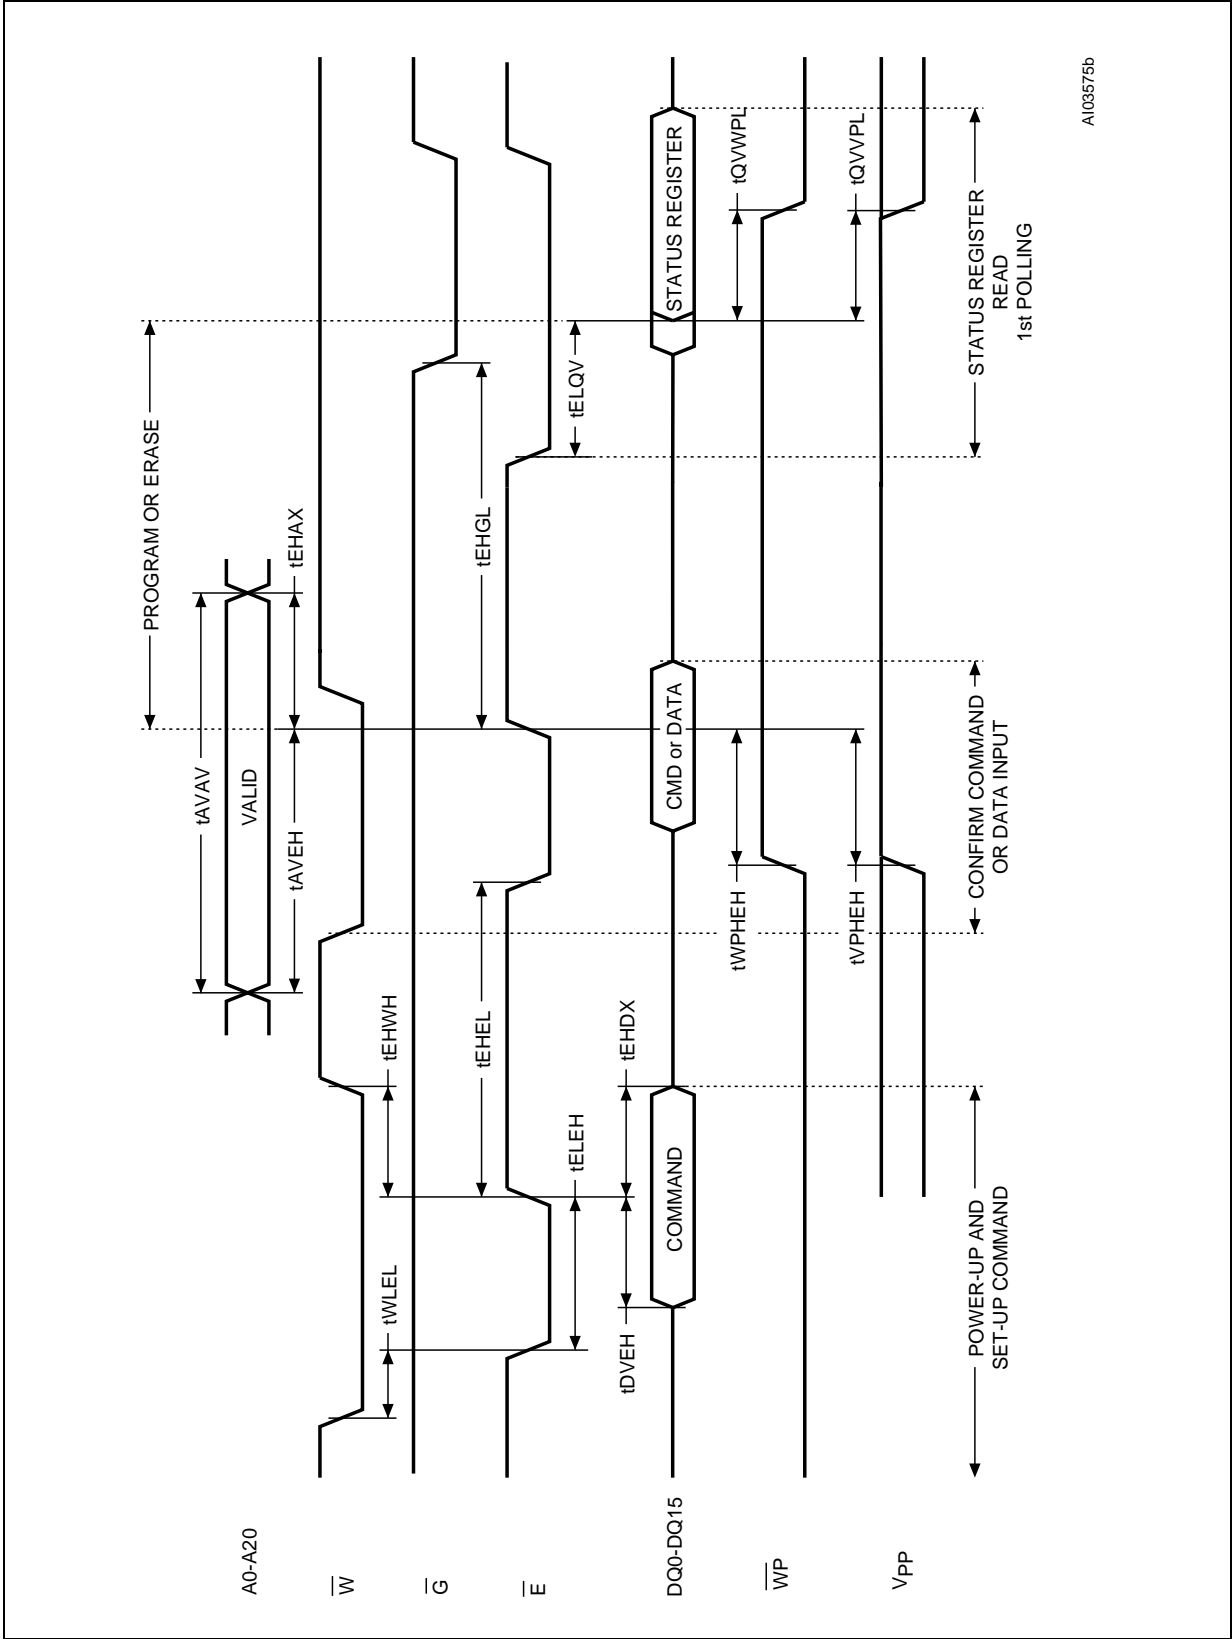 PROGRAM OR ERASE
tAVAV
A0-A20
VALID
tAVEH
tEHAX
W
tWLEL
tEHWH
G
tEHEL
tEHGL
E
tELEH
tELQV
tDVEH
tEHDX
DQ0-DQ15
COMMAND
CMD or DATA
STATUS REGISTER
tWPHEH
tQVWPL
WP
tVPHEH
tQVVPL
VPP
POWER-UP AND
SET-UP COMMAND
CONFIRM COMMAND
OR DATA INPUT
STATUS REGISTER
READ
1st POLLING
AI03575b